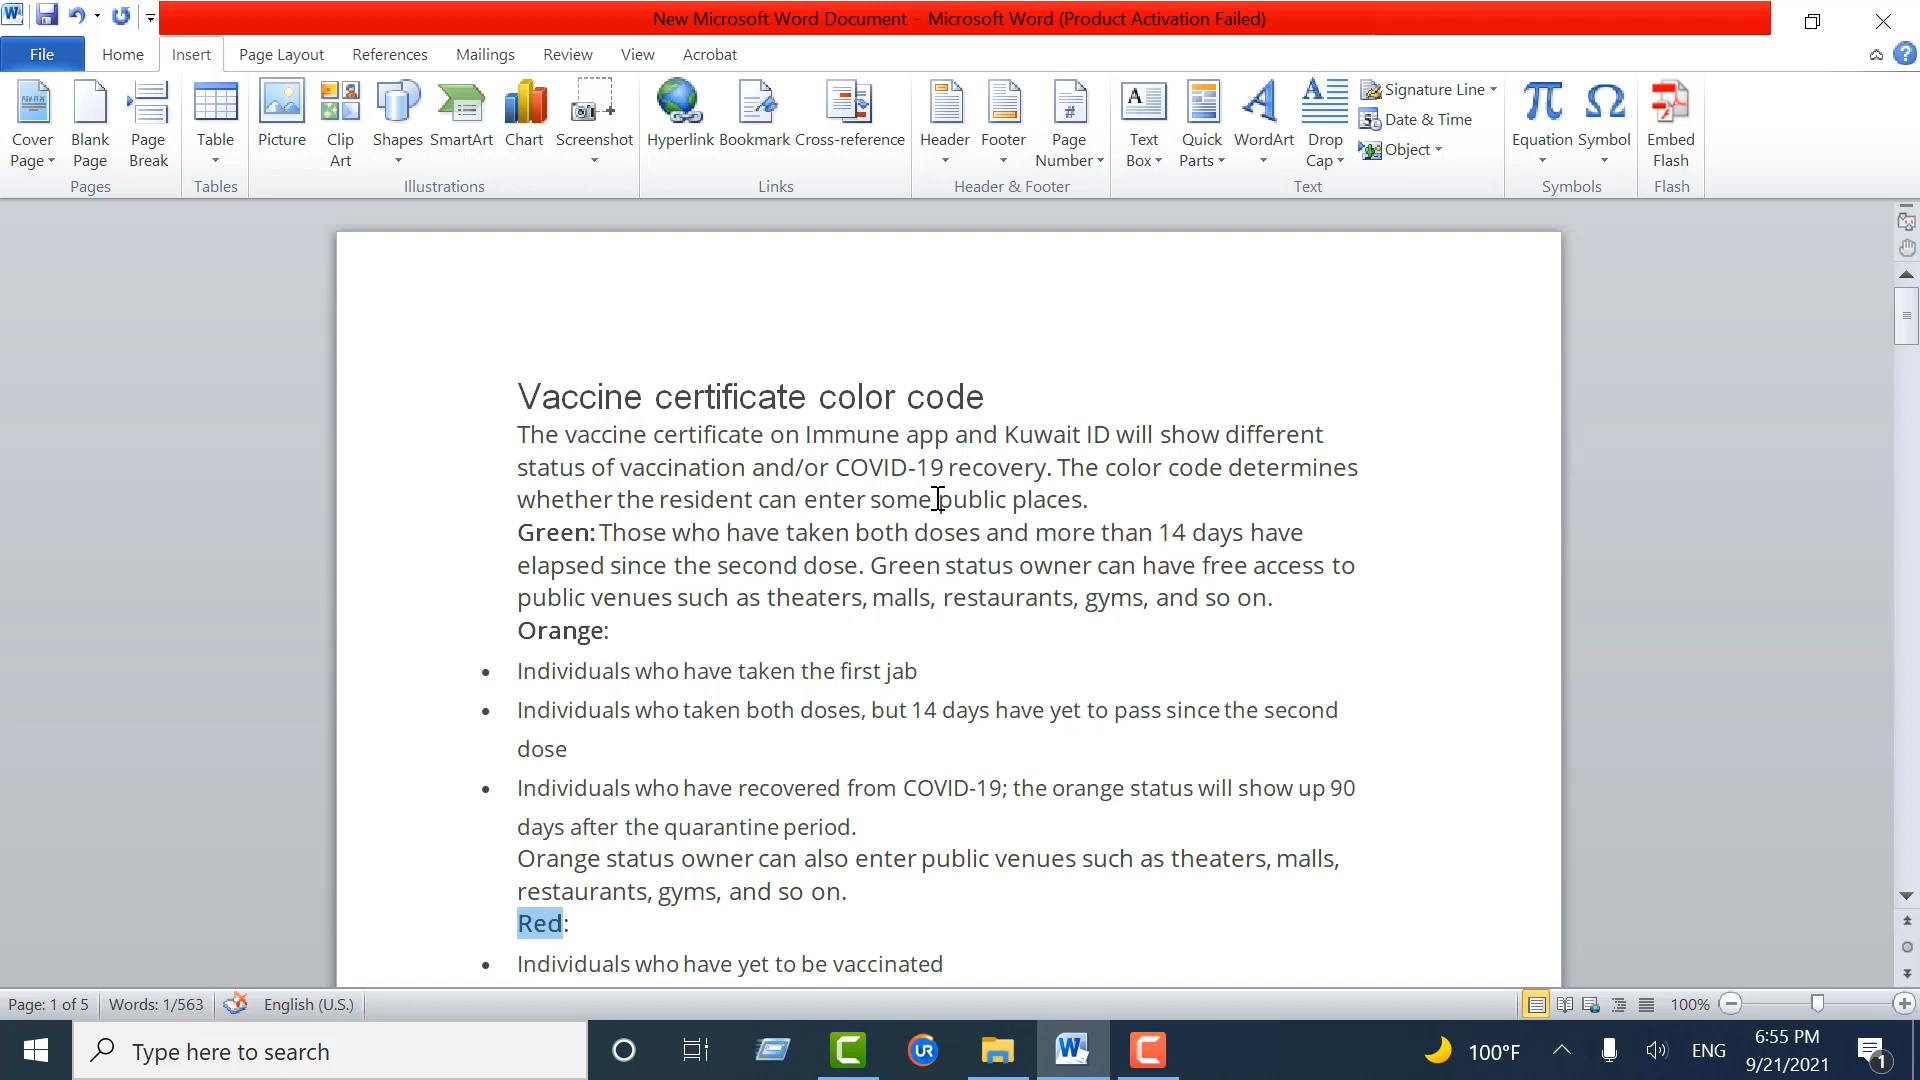 New Microsoft Word Document - Microsoft Word (Product Activation Failed)
File Home Insert Page Layout References Mailings Review View Acrobat
Cover Page
Blank Page
Page Break
Table
Picture
Clip Art
Shapes
SmartArt
Chart
Screenshot
Hyperlink
Bookmark
Cross-reference
Header
Footer
Page Number
Text Box
Quick Parts
WordArt
Drop Cap
Signature Line
Date & Time
Object
Equation
Symbol
Embed Flash
Pages Tables Illustrations Links Header & Footer Text Symbols Flash
Vaccine certificate color code
The vaccine certificate on Immune app and Kuwait ID will show different
status of vaccination and/or COVID-19 recovery. The color code determines
whether the resident can enter some public places.
Green: Those who have taken both doses and more than 14 days have
elapsed since the second dose. Green status owner can have free access to
public venues such as theaters, malls, restaurants, gyms, and so on.
Orange:
• Individuals who have taken the first jab
• Individuals who taken both doses, but 14 days have yet to pass since the second
dose
• Individuals who have recovered from COVID-19; the orange status will show up 90
days after the quarantine period.
Orange status owner can also enter public venues such as theaters, malls,
restaurants, gyms, and so on.
Red:
• Individuals who have yet to be vaccinated
Page: 1 of 5 Words: 1/563 English (U.S.) 100%
Type here to search
UR
100°F
ENG
6:55 PM
9/21/2021
1